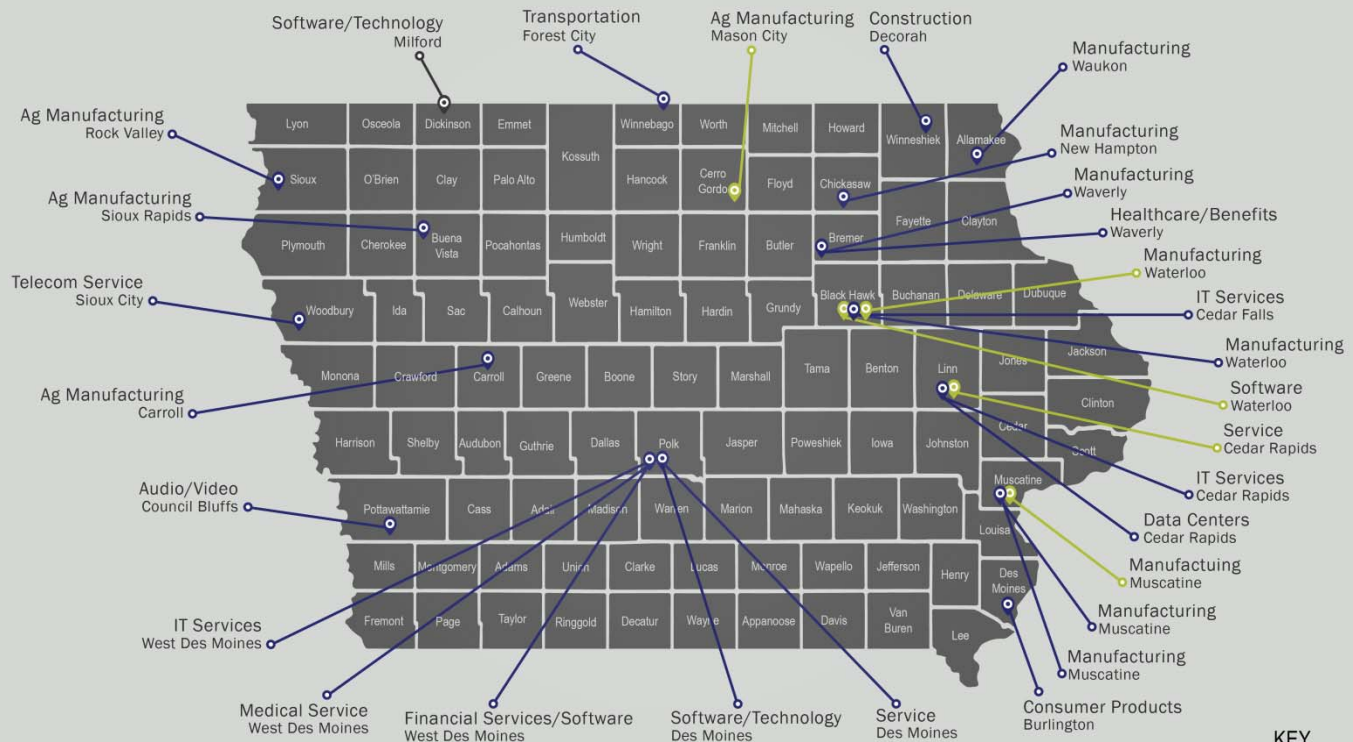 Software/Technology
Milford
Transportation
Forest City
Ag Manufacturing
Mason City
Construction
Decorah
Manufacturing
Waukon
Ag Manufacturing
Rock Valley
Manufacturing
New Hampton
Ag Manufacturing
Sioux Rapids
Manufacturing
Waverly
Healthcare/Benefits
Waverly
Telecom Service
Sioux City
Manufacturing
Waterloo
IT Services
Cedar Falls
Manufacturing
Waterloo
Ag Manufacturing
Carroll
Software
Waterloo
Service
Cedar Rapids
Audio/Video
Council Bluffs
IT Services
Cedar Rapids
Data Centers
Cedar Rapids
Manufactuing
Muscatine
Manufacturing
Muscatine
Manufacturing
Muscatine
Consumer Products
Burlington
IT Services
West Des Moines
Medical Service
West Des Moines
Financial Services/Software
West Des Moines
Software/Technology
Des Moines
Service
Des Moines
KEY
Lyon
Osceola
Dickinson
Emmet
Winnebago
Worth
Mitchell
Howard
Winneshiek
Allamakee
Kossuth
Sioux
O'Brien
Clay
Palo Alto
Hancock
Cerro
Gordo
Floyd
Chickasaw
Fayette
Clayton
Plymouth
Cherokee
Buena
Vista
Pocahontas
Humboldt
Wright
Franklin
Butler
Bremer
Woodbury
Ida
Sac
Calhoun
Webster
Hamilton
Hardin
Grundy
Black Hawk
Buchanan
Delaware
Dubuque
Monona
Crawford
Carroll
Greene
Boone
Story
Marshall
Tama
Benton
Linn
Jones
Jackson
Clinton
Harrison
Shelby
Audubon
Guthrie
Dallas
Polk
Jasper
Poweshiek
Iowa
Johnston
Cedar
Scott
Muscatine
Pottawattamie
Cass
Adair
Madison
Warren
Marion
Mahaska
Keokuk
Washington
Louisa
Mills
Montgomery
Adams
Union
Clarke
Lucas
Monroe
Wapello
Jefferson
Henry
Des
Moines
Fremont
Page
Taylor
Ringgold
Decatur
Wayne
Appanoose
Davis
Van
Buren
Lee